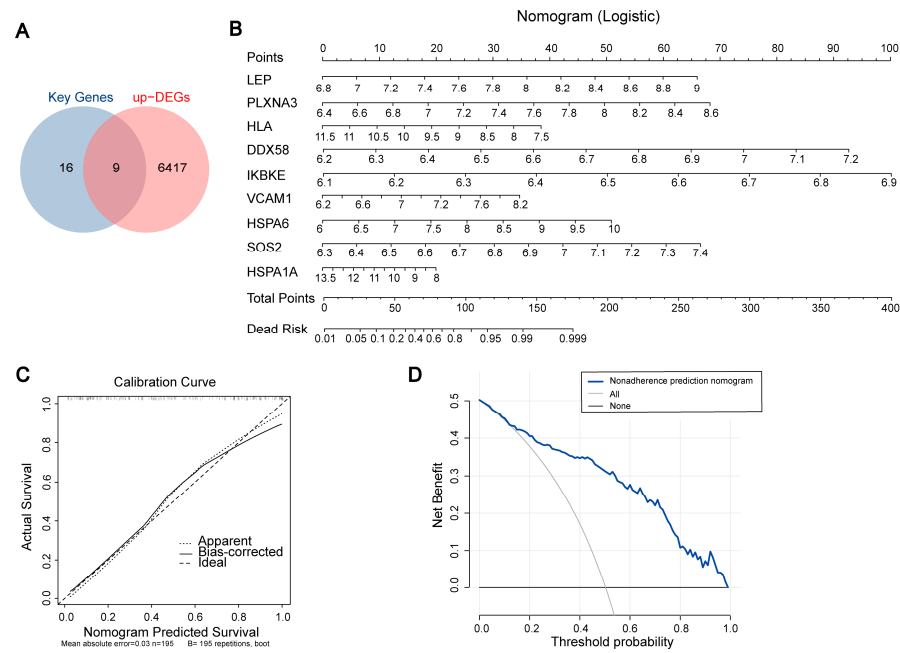 A
Key Genes up-DEGs
16 9 6417
B
Nomogram (Logistic)
Points 0 10 20 30 40 50 60 70 80 90 100
LEP
6.8 7 7.2 7.4 7.6 7.8 8 8.2 8.4 8.6 8.8 9
PLXNA3
6.4 6.6 6.8 7 7.2 7.4 7.6 7.8 8 8.2 8.4 8.6
HLA
11.5 11 10.5 10 9.5 9 8.5 8 7.5
DDX58
6.2 6.3 6.4 6.5 6.6 6.7 6.8 6.9 7 7.1 7.2
IKBKE
6.1 6.2 6.3 6.4 6.5 6.6 6.7 6.8 6.9
VCAM1
6.2 6.6 7 7.2 7.6 8.2
HSPA6
6 6.5 7 7.5 8 8.5 9 9.5 10
SOS2
6.3 6.4 6.5 6.6 6.7 6.8 6.9 7 7.1 7.2 7.3 7.4
HSPA1A
13.5 12 11 10 9 8
Total Points 0 50 100 150 200 250 300 350 400
Dead Risk
0.01 0.05 0.1 0.2 0.4 0.6 0.8 0.95 0.99 0.999
C
Calibration Curve
Actual Survival
1.0
0.8
0.6
0.4
0.2
0.0
Apparent
Bias-corrected
Ideal
0.0 0.2 0.4 0.6 0.8 1.0
Nomogram Predicted Survival
Mean absolute error=0.03 n=195 B= 195 repetitions, boot
D
Nonadherence prediction nomogram
All
None
Net Benefit
0.5
0.4
0.3
0.2
0.1
0.0
0.0 0.2 0.4 0.6 0.8 1.0
Threshold probability